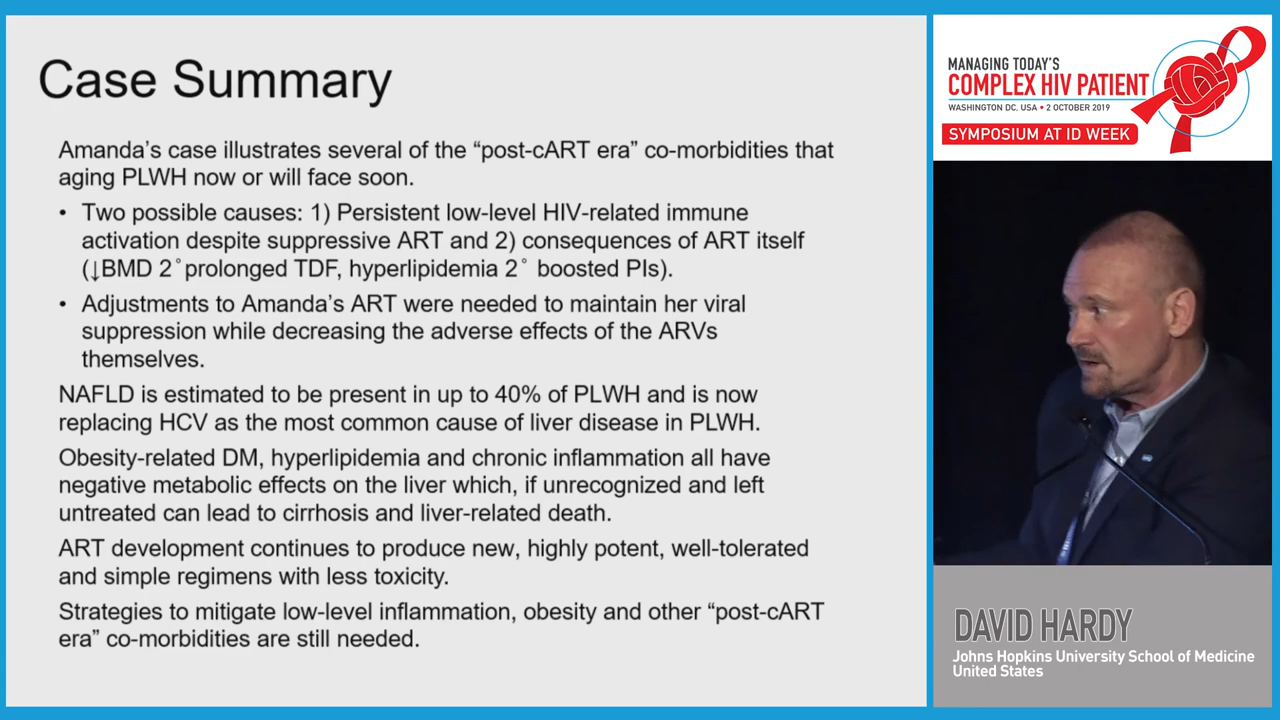 Case Summary
Amanda's case illustrates several of the "post-cART era" co-morbidities that
aging PLWH now or will face soon.
• Two possible causes: 1) Persistent low-level HIV-related immune
activation despite suppressive ART and 2) consequences of ART itself
(↓BMD 2°prolonged TDF, hyperlipidemia 2° boosted PIs).
• Adjustments to Amanda's ART were needed to maintain her viral
suppression while decreasing the adverse effects of the ARVs
themselves.
NAFLD is estimated to be present in up to 40% of PLWH and is now
replacing HCV as the most common cause of liver disease in PLWH.
Obesity-related DM, hyperlipidemia and chronic inflammation all have
negative metabolic effects on the liver which, if unrecognized and left
untreated can lead to cirrhosis and liver-related death.
ART development continues to produce new, highly potent, well-tolerated
and simple regimens with less toxicity.
Strategies to mitigate low-level inflammation, obesity and other "post-cART
era" co-morbidities are still needed.
MANAGING TODAY'S
COMPLEX HIV PATIENT
WASHINGTON DC, USA • 2 OCTOBER 2019
SYMPOSIUM AT ID WEEK
DAVID HARDY
Johns Hopkins University School of Medicine
United States